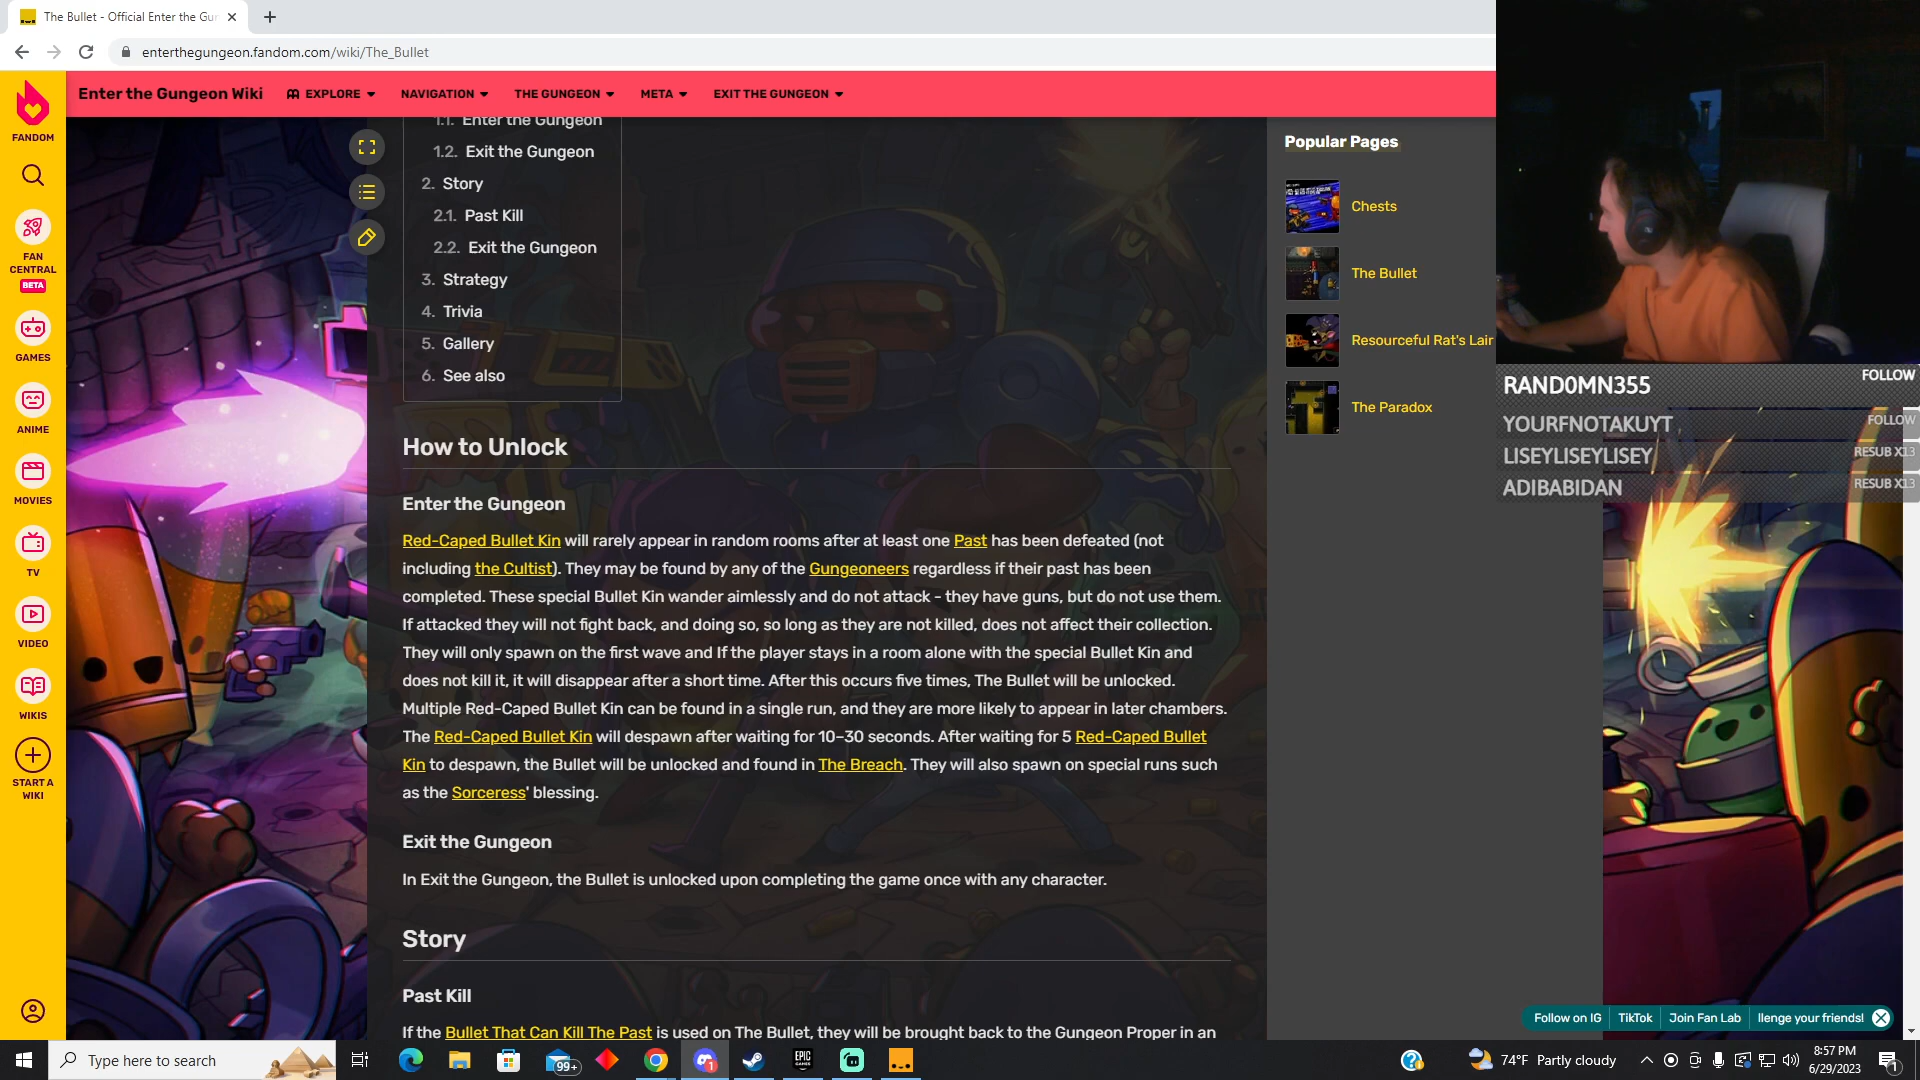 The Bullet - Official Enter the Gun
enterthegungeon.fandom.com/wiki/The_Bullet
Enter the Gungeon Wiki
EXPLORE
NAVIGATION
THE GUNGEON
META
EXIT THE GUNGEON
FANDOM
FAN CENTRAL
BETA
GAMES
ANIME
MOVIES
TV
VIDEO
WIKIS
START A WIKI
1.1. Enter the Gungeon
1.2. Exit the Gungeon
2. Story
2.1. Past Kill
2.2. Exit the Gungeon
3. Strategy
4. Trivia
5. Gallery
6. See also
How to Unlock
Enter the Gungeon
Red-Caped Bullet Kin will rarely appear in random rooms after at least one Past has been defeated (not
including the Cultist). They may be found by any of the Gungeoneers regardless if their past has been
completed. These special Bullet Kin wander aimlessly and do not attack - they have guns, but do not use them.
If attacked they will not fight back, and doing so, so long as they are not killed, does not affect their collection.
They will only spawn on the first wave and If the player stays in a room alone with the special Bullet Kin and
does not kill it, it will disappear after a short time. After this occurs five times, The Bullet will be unlocked.
Multiple Red-Caped Bullet Kin can be found in a single run, and they are more likely to appear in later chambers.
The Red-Caped Bullet Kin will despawn after waiting for 10–30 seconds. After waiting for 5 Red-Caped Bullet
Kin to despawn, the Bullet will be unlocked and found in The Breach. They will also spawn on special runs such
as the Sorceress' blessing.
Exit the Gungeon
In Exit the Gungeon, the Bullet is unlocked upon completing the game once with any character.
Story
Past Kill
If the Bullet That Can Kill The Past is used on The Bullet, they will be brought back to the Gungeon Proper in an
Popular Pages
Chests
The Bullet
Resourceful Rat's Lair
The Paradox
RAND0MN355 FOLLOW
YOURFNOTAKUYT FOLLOW
LISEYLISEYLISEY RESUB X13
ADIBABIDAN RESUB X13
Follow on IG
TikTok
Join Fan Lab
llenge your friends!
Type here to search
99+
1
EPIC GAMES
74°F Partly cloudy
8:57 PM
6/29/2023
1